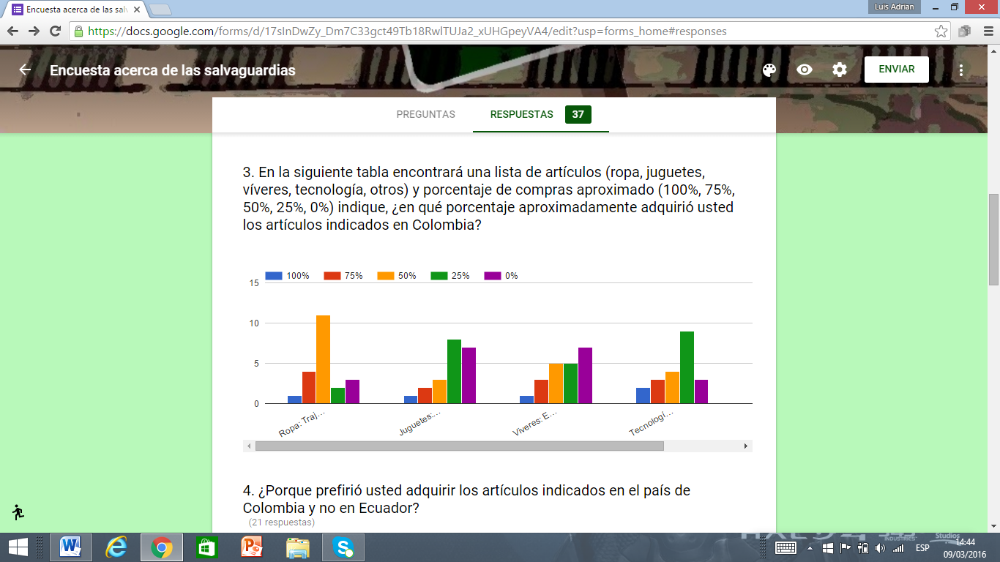 Encuesta acerca de las salv
Luis Adrian
https://docs.google.com/forms/d/17sInDwZy_Dm7C33gct49Tb18RwlTUJa2_xUHGpeyVA4/edit?usp=forms_home#responses
Encuesta acerca de las salvaguardias
ENVIAR
PREGUNTAS RESPUESTAS 37
3. En la siguiente tabla encontrará una lista de artículos (ropa, juguetes,
víveres, tecnología, otros) y porcentaje de compras aproximado (100%, 75%,
50%, 25%, 0%) indique, ¿en qué porcentaje aproximadamente adquirió usted
los artículos indicados en Colombia?
100% 75% 50% 25% 0%
15
10
5
0
Ropa: Traj… Juguetes:… Viveres: E… Tecnologí…
4. ¿Porque prefirió usted adquirir los artículos indicados en el país de
Colombia y no en Ecuador?
(21 respuestas)
343
INDUSTRIES
Studios
ESP
14:44
09/03/2016